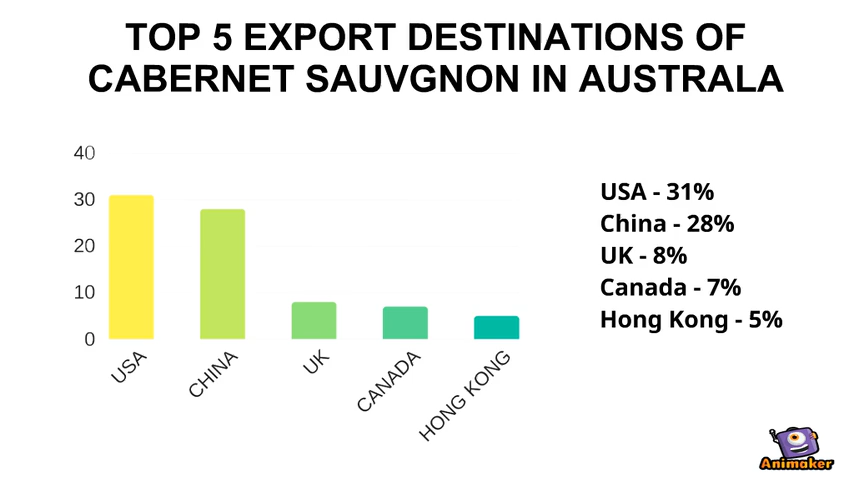 TOP 5 EXPORT DESTINATIONS OF
CABERNET SAUVGNON IN AUSTRALA
40
30
20
10
0
USA
CHINA
UK
CANADA
HONG KONG
USA - 31%
China - 28%
UK - 8%
Canada - 7%
Hong Kong - 5%
Animaker